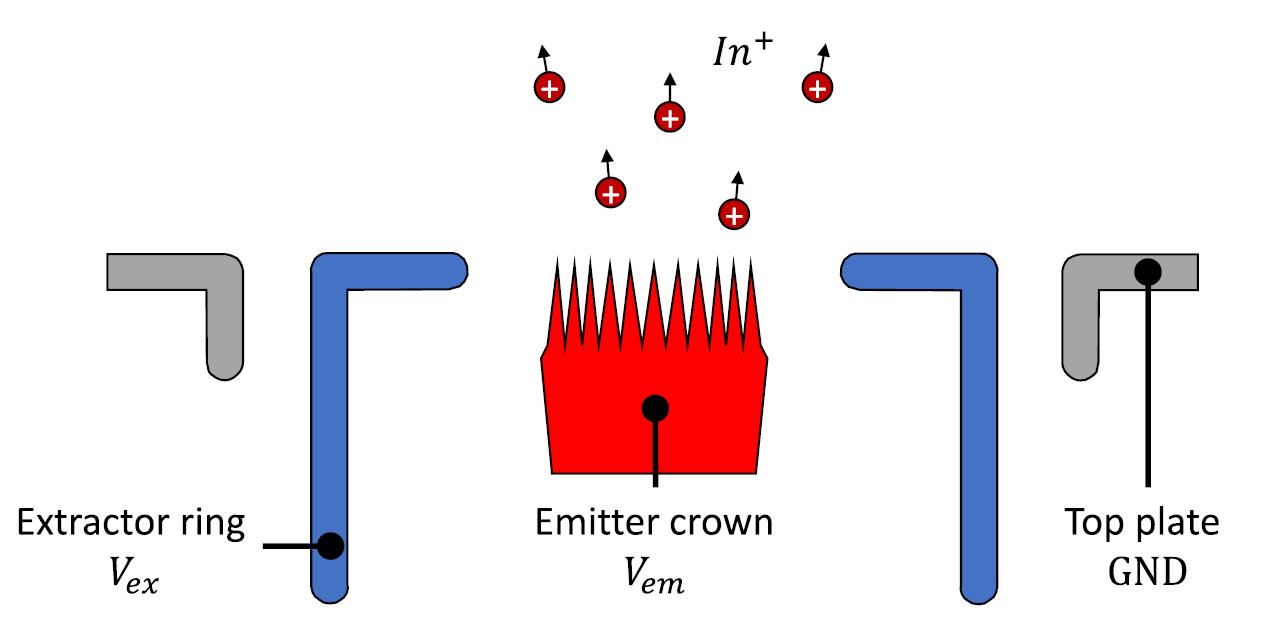 In⁺
+
+
+
+
+
Extractor ring
Vₑₓ
Emitter crown
Vₑₘ
Top plate
GND